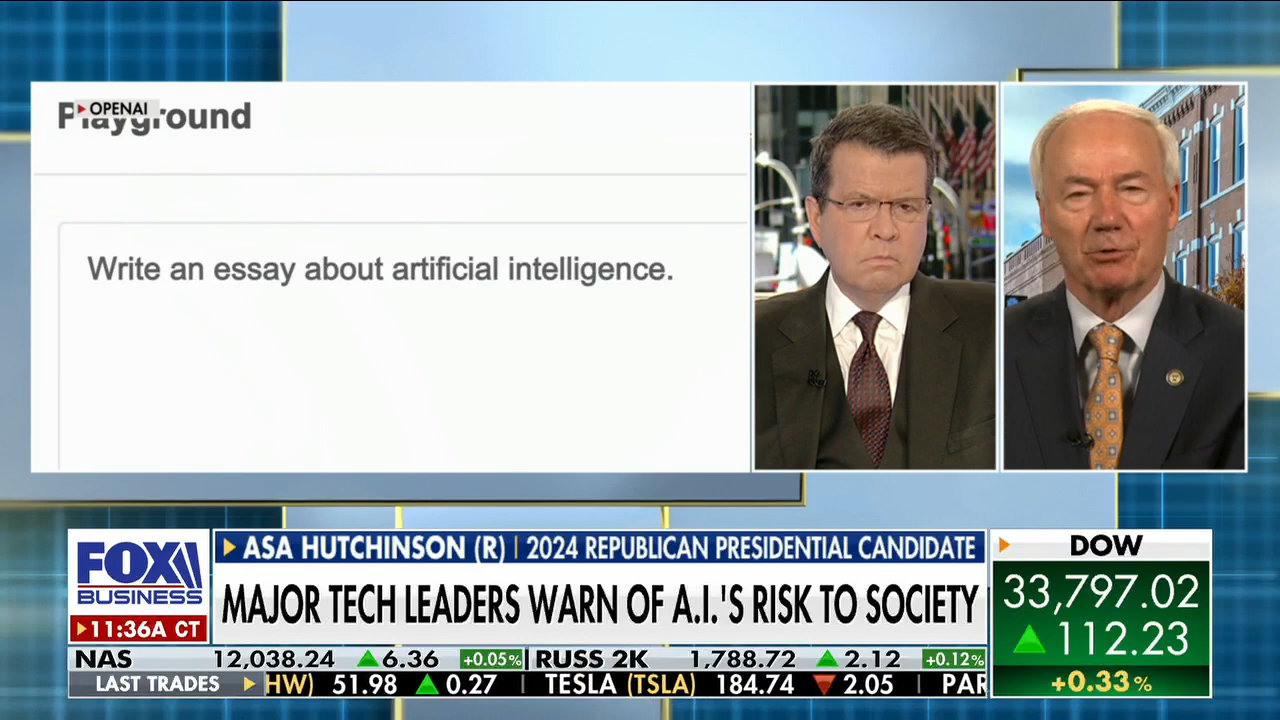 OPENAI
Playground
Write an essay about artificial intelligence.
FOX
BUSINESS
11:36A CT
ASA HUTCHINSON (R) | 2024 REPUBLICAN PRESIDENTIAL CANDIDATE
MAJOR TECH LEADERS WARN OF A.I.'S RISK TO SOCIETY
DOW
33,797.02
112.23
+0.33%
NAS 12,038.24 6.36 +0.05% RUSS 2K 1,788.72 2.12 +0.12%
LAST TRADES HW) 51.98 0.27 | TESLA (TSLA) 184.74 2.05 | PAR